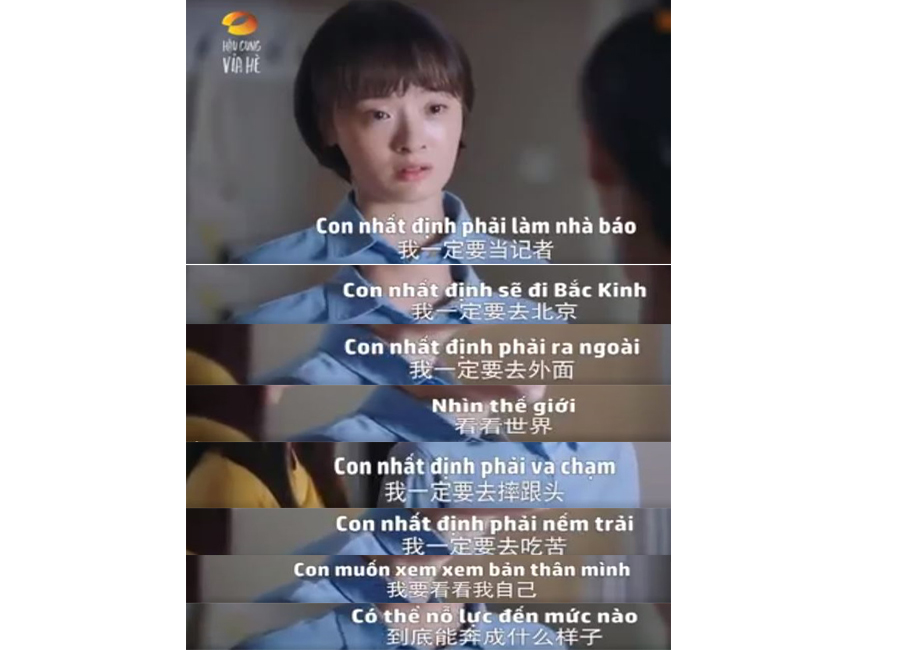 HẬU CUNG
VỈA HÈ
Con nhất định phải làm nhà báo
我一定要当记者
Con nhất định sẽ đi Bắc Kinh
我一定要去北京
Con nhất định phải ra ngoài
我一定要去外面
Nhìn thế giới
看看世界
Con nhất định phải va chạm
我一定要去摔跟头
Con nhất định phải nếm trải
我一定要去吃苦
Con muốn xem xem bản thân mình
我要看看我自己
Có thể nỗ lực đến mức nào
到底能奔成什么样子